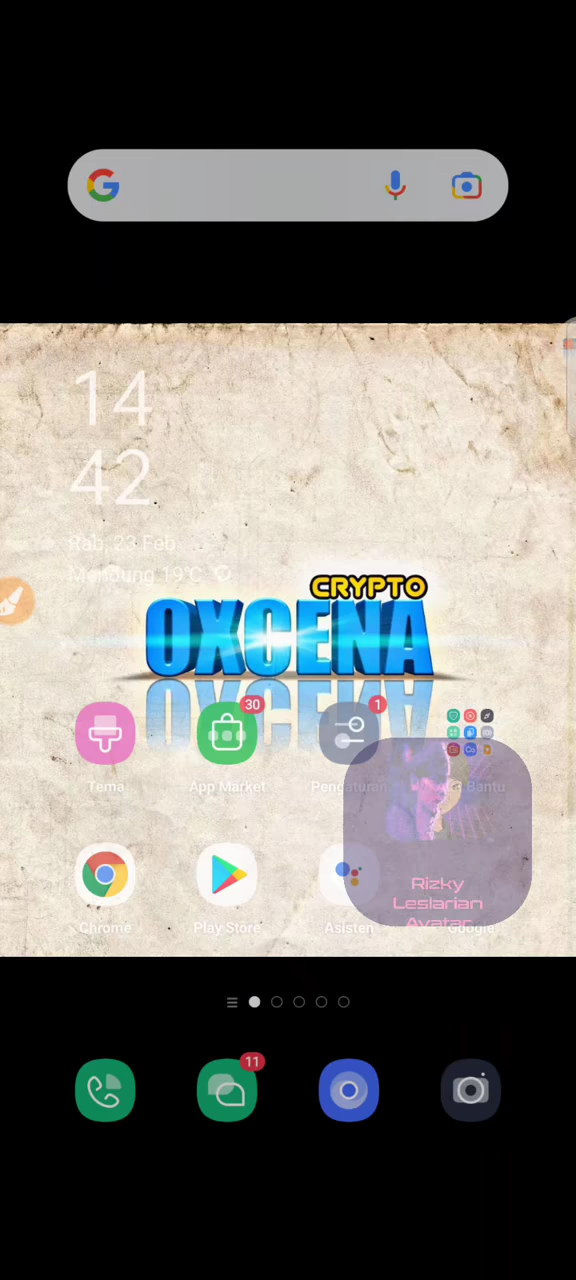 14
42
Rab, 23 Feb
Mendung 19°C
CRYPTO
OXCENA
30
1
Tema
App Market
Pengaturan
Bantu
Rizky
Leslarian
Avatar
Chrome
Play Store
Asisten
Google
11